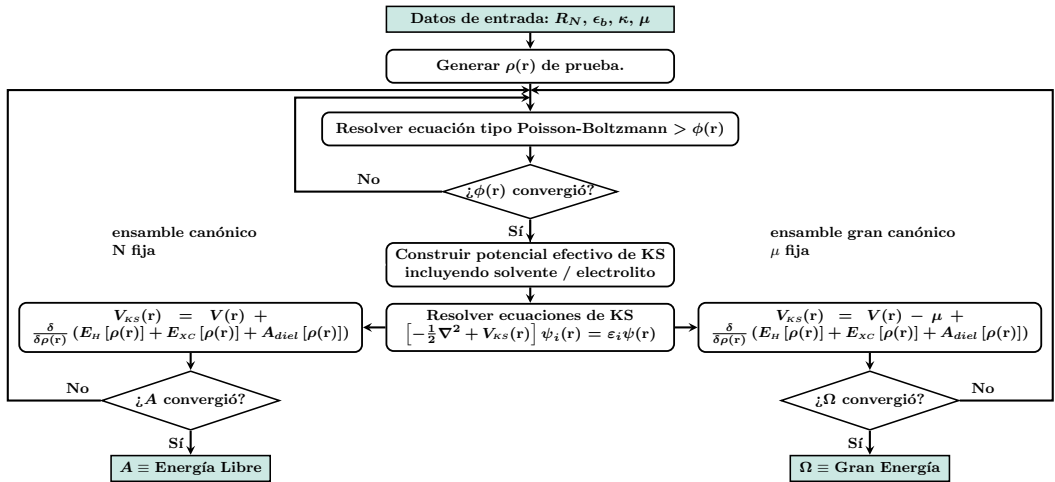 Datos de entrada: R_N, ϵ_b, κ, μ
Generar ρ(r) de prueba.
Resolver ecuación tipo Poisson-Boltzmann > ϕ(r)
No
¿ϕ(r) convergió?
Sí
ensamble canónico
N fija
ensamble gran canónico
μ fija
Construir potencial efectivo de KS
incluyendo solvente / electrolito
V_KS(r) = V(r) +
δ/δρ(r) (E_H [ρ(r)] + E_XC [ρ(r)] + A_diel [ρ(r)])
Resolver ecuaciones de KS
[−1/2 ∇² + V_KS(r)] ψ_i(r) = ε_i ψ(r)
V_KS(r) = V(r) − μ +
δ/δρ(r) (E_H [ρ(r)] + E_XC [ρ(r)] + A_diel [ρ(r)])
No
¿A convergió?
Sí
A ≡ Energía Libre
¿Ω convergió?
No
Sí
Ω ≡ Gran Energía